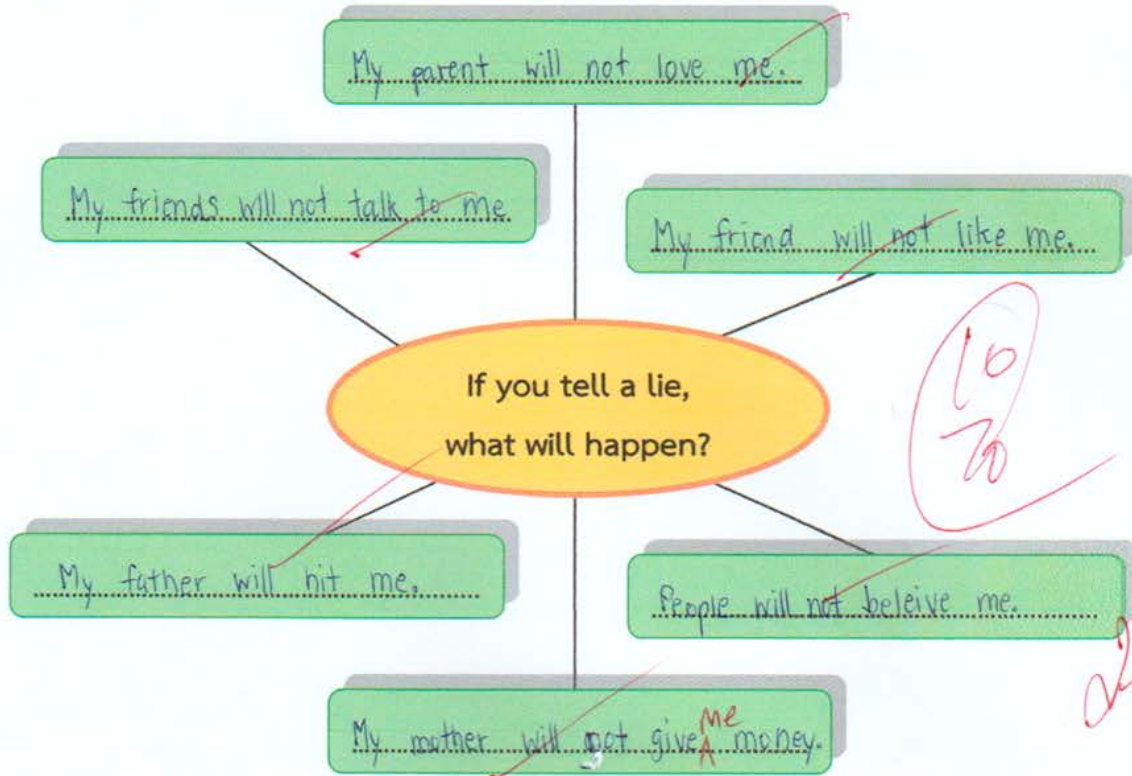 My parent will not love me.
My friends will not talk to me
My friend will not like me.
If you tell a lie,
what will happen?
10
My father will hit me.
People will not beleive me.
My mother will not give me money.